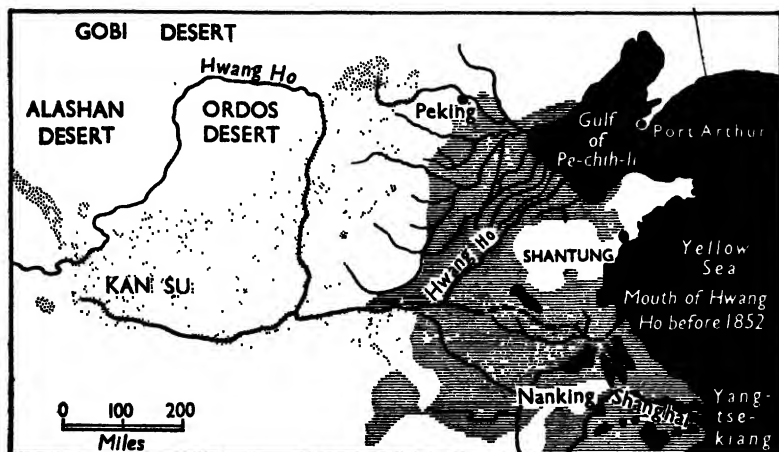 GOBI DESERT
Hwang Ho
ALASHAN
DESERT
ORDOS
DESERT
Peking
Gulf
of
Pe-chih-li
Port Arthur
KAN SU
Hwang Ho
SHANTUNG
Yellow
Sea
Mouth of Hwang
Ho before 1852
0 100 200
Miles
Nanking
Shanghai
Yang-
tse-
kiang